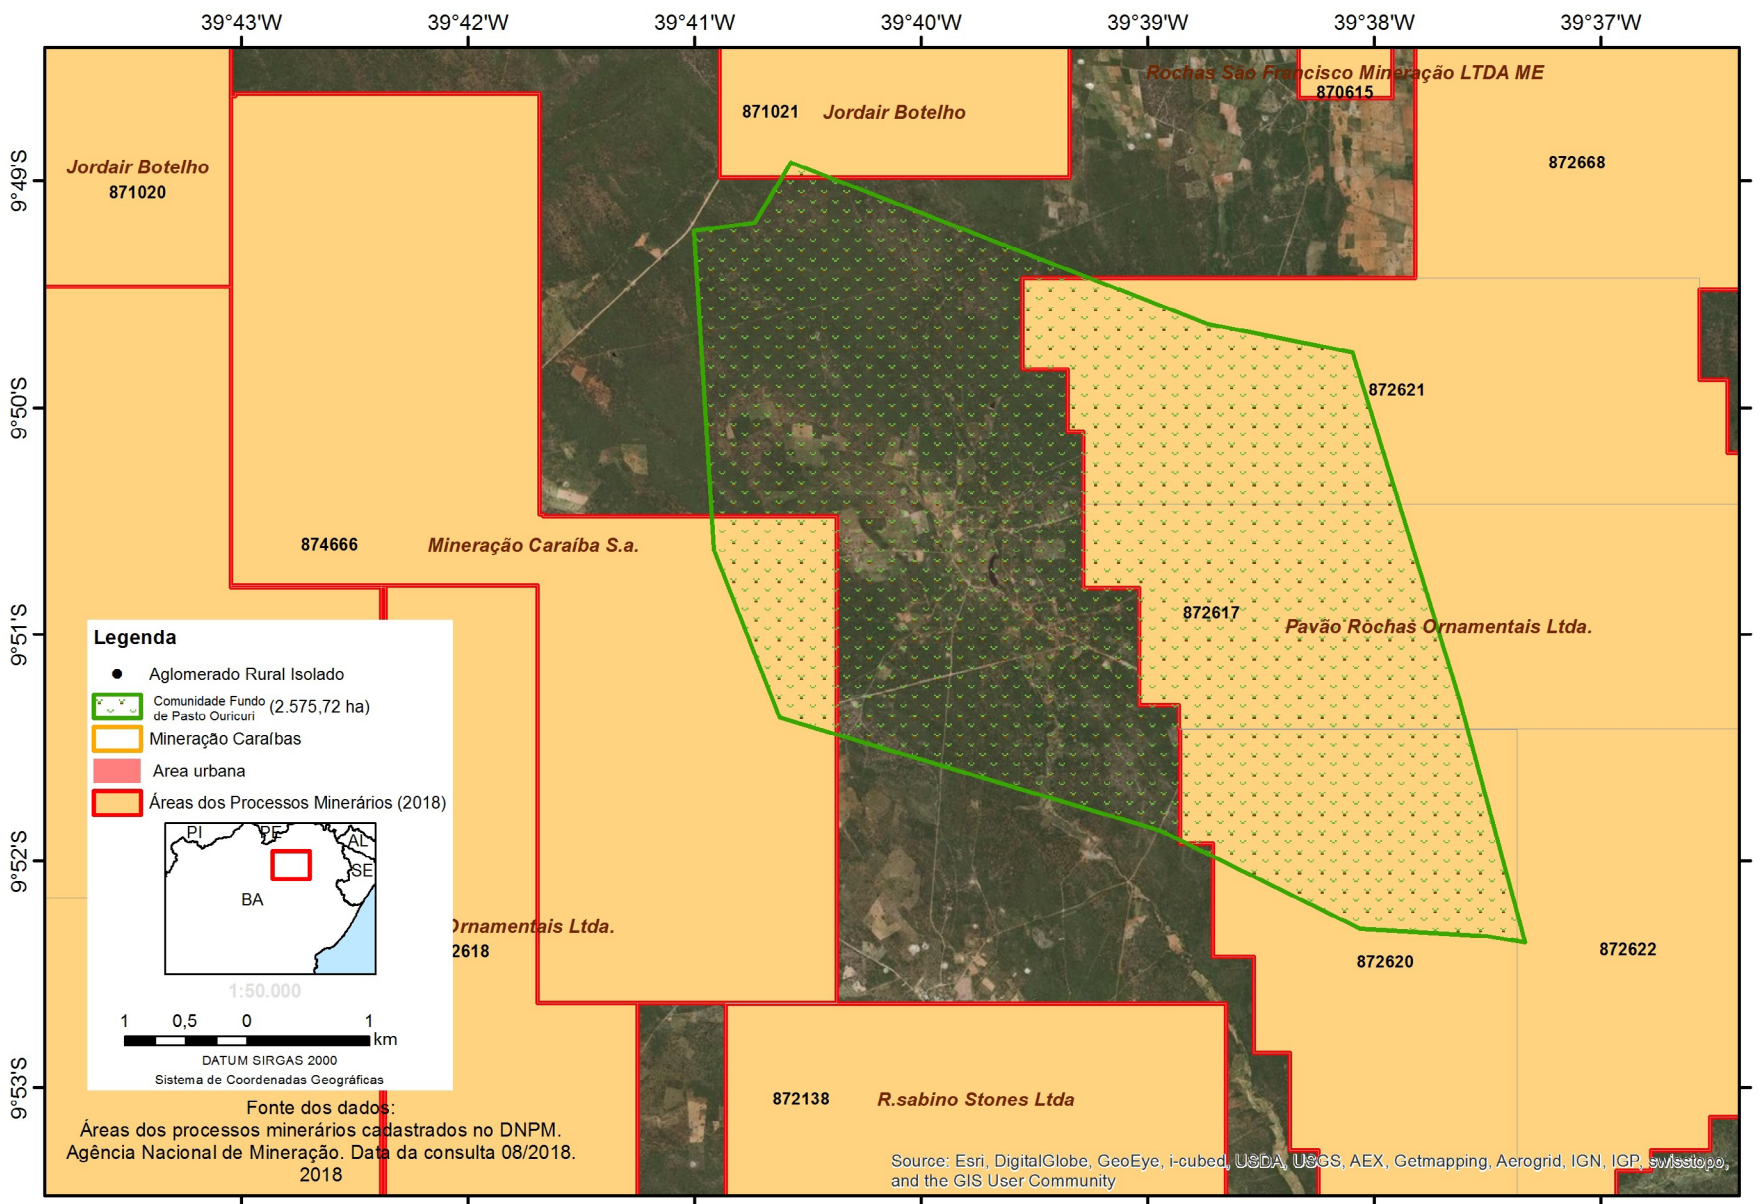 39°43'W 39°42'W 39°41'W 39°40'W 39°39'W 39°38'W 39°37'W
9°49'S
9°50'S
9°51'S
9°52'S
9°53'S
Rochas São Francisco Mineração LTDA ME
870615
871021 Jordair Botelho
872668
Jordair Botelho
871020
872621
874666 Mineração Caraíba S.a.
872617
Pavão Rochas Ornamentais Ltda.
Legenda
Aglomerado Rural Isolado
Comunidade Fundo
de Pasto Ouricuri (2.575,72 ha)
Mineração Caraíbas
Area urbana
Áreas dos Processos Minerários (2018)
PI PE AL
SE
BA
1:50.000
1 0,5 0 1
km
DATUM SIRGAS 2000
Sistema de Coordenadas Geográficas
Ornamentais Ltda.
2618
872620
872622
872138 R.sabino Stones Ltda
Fonte dos dados:
Áreas dos processos minerários cadastrados no DNPM.
Agência Nacional de Mineração. Data da consulta 08/2018.
2018
Source: Esri, DigitalGlobe, GeoEye, i-cubed, USDA, USGS, AEX, Getmapping, Aerogrid, IGN, IGP, swisstopo,
and the GIS User Community